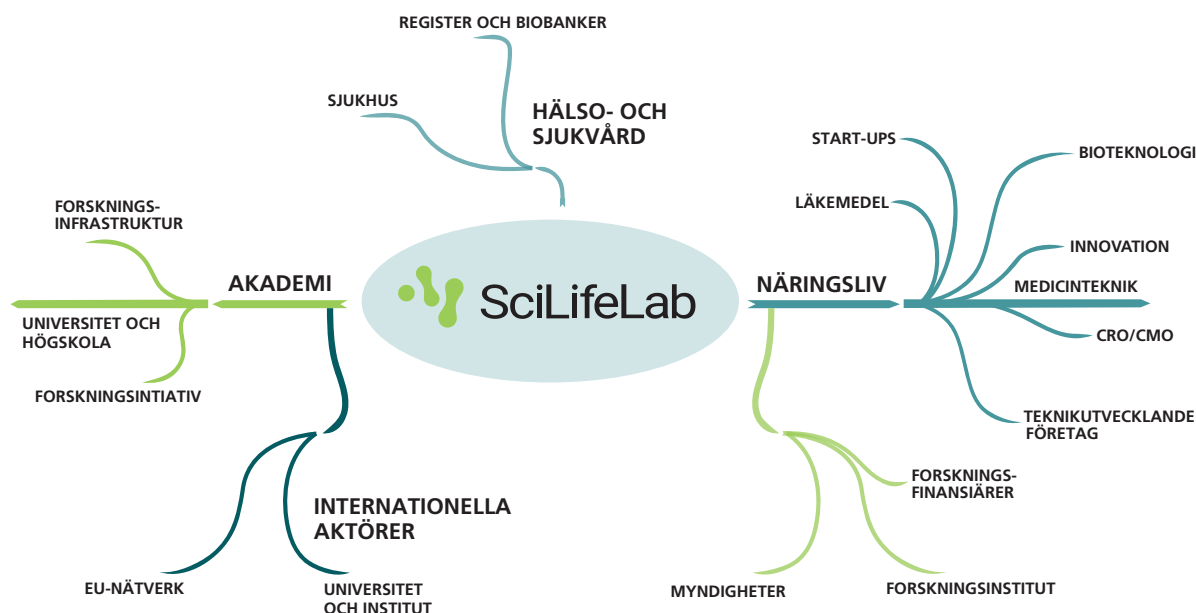 REGISTER OCH BIOBANKER
SJUKHUS
HÄLSO- OCH
SJUKVÅRD
START-UPS
BIOTEKNOLOGI
LÄKEMEDEL
INNOVATION
MEDICINTEKNIK
CRO/CMO
TEKNIKUTVECKLANDE
FÖRETAG
NÄRINGSLIV
SciLifeLab
AKADEMI
FORSKNINGS-
INFRASTRUKTUR
UNIVERSITET OCH
HÖGSKOLA
FORSKNINGSINTIATIV
INTERNATIONELLA
AKTÖRER
EU-NÄTVERK
UNIVERSITET
OCH INSTITUT
FORSKNINGS-
FINANSIÄRER
MYNDIGHETER
FORSKNINGSINSTITUT